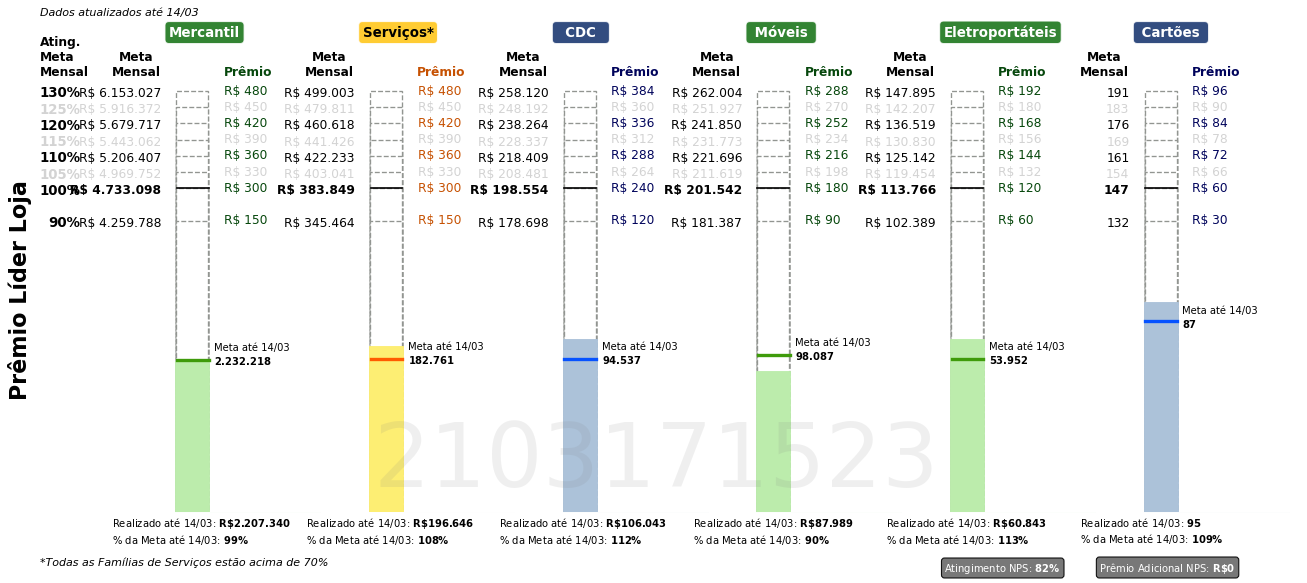 Dados atualizados até 14/03
Mercantil Serviços* CDC Móveis Eletroportáteis Cartões
Ating. Meta Mensal Meta Mensal Prêmio Meta Mensal Prêmio Meta Mensal Prêmio Meta Mensal Prêmio Prêmio Meta Mensal Prêmio
130% R$ 6.153.027 R$ 480 R$ 499.003 R$ 480 R$ 258.120 R$ 384 R$ 262.004 R$ 288 R$ 147.895 R$ 192 191 R$ 96
125% R$ 5.916.372 R$ 450 R$ 479.811 R$ 450 R$ 248.192 R$ 360 R$ 251.927 R$ 270 R$ 142.207 R$ 180 183 R$ 90
120% R$ 5.679.717 R$ 420 R$ 460.618 R$ 420 R$ 238.264 R$ 336 R$ 241.850 R$ 252 R$ 136.519 R$ 168 176 R$ 84
115% R$ 5.443.062 R$ 390 R$ 441.426 R$ 390 R$ 228.337 R$ 312 R$ 231.773 R$ 234 R$ 130.830 R$ 156 169 R$ 78
110% R$ 5.206.407 R$ 360 R$ 422.233 R$ 360 R$ 218.409 R$ 288 R$ 221.696 R$ 216 R$ 125.142 R$ 144 161 R$ 72
105% R$ 4.969.752 R$ 330 R$ 403.041 R$ 330 R$ 208.481 R$ 264 R$ 211.619 R$ 198 R$ 119.454 R$ 132 154 R$ 66
100% R$ 4.733.098 R$ 300 R$ 383.849 R$ 300 R$ 198.554 R$ 240 R$ 201.542 R$ 180 R$ 113.766 R$ 120 147 R$ 60
90% R$ 4.259.788 R$ 150 R$ 345.464 R$ 150 R$ 178.698 R$ 120 R$ 181.387 R$ 90 R$ 102.389 R$ 60 132 R$ 30
Prêmio Líder Loja
Meta até 14/03
2.232.218
Meta até 14/03
182.761
Meta até 14/03
94.537
Meta até 14/03
98.087
Meta até 14/03
53.952
Meta até 14/03
87
2103171523
Realizado até 14/03: R$2.207.340
% da Meta até 14/03: 99%
Realizado até 14/03: R$196.646
% da Meta até 14/03: 108%
Realizado até 14/03: R$106.043
% da Meta até 14/03: 112%
Realizado até 14/03: R$87.989
% da Meta até 14/03: 90%
Realizado até 14/03: R$60.843
% da Meta até 14/03: 113%
Realizado até 14/03: 95
% da Meta até 14/03: 109%
*Todas as Famílias de Serviços estão acima de 70%
Atingimento NPS: 82%
Prêmio Adicional NPS: R$0